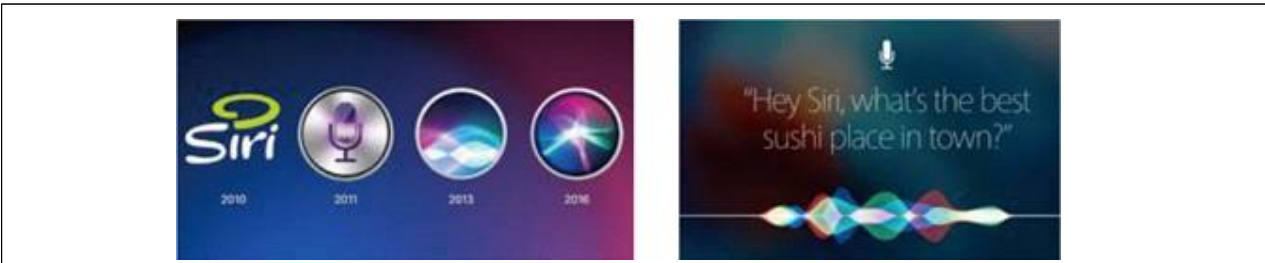 Siri
2010 2011 2013 2016
"Hey Siri, what's the best
sushi place in town?"